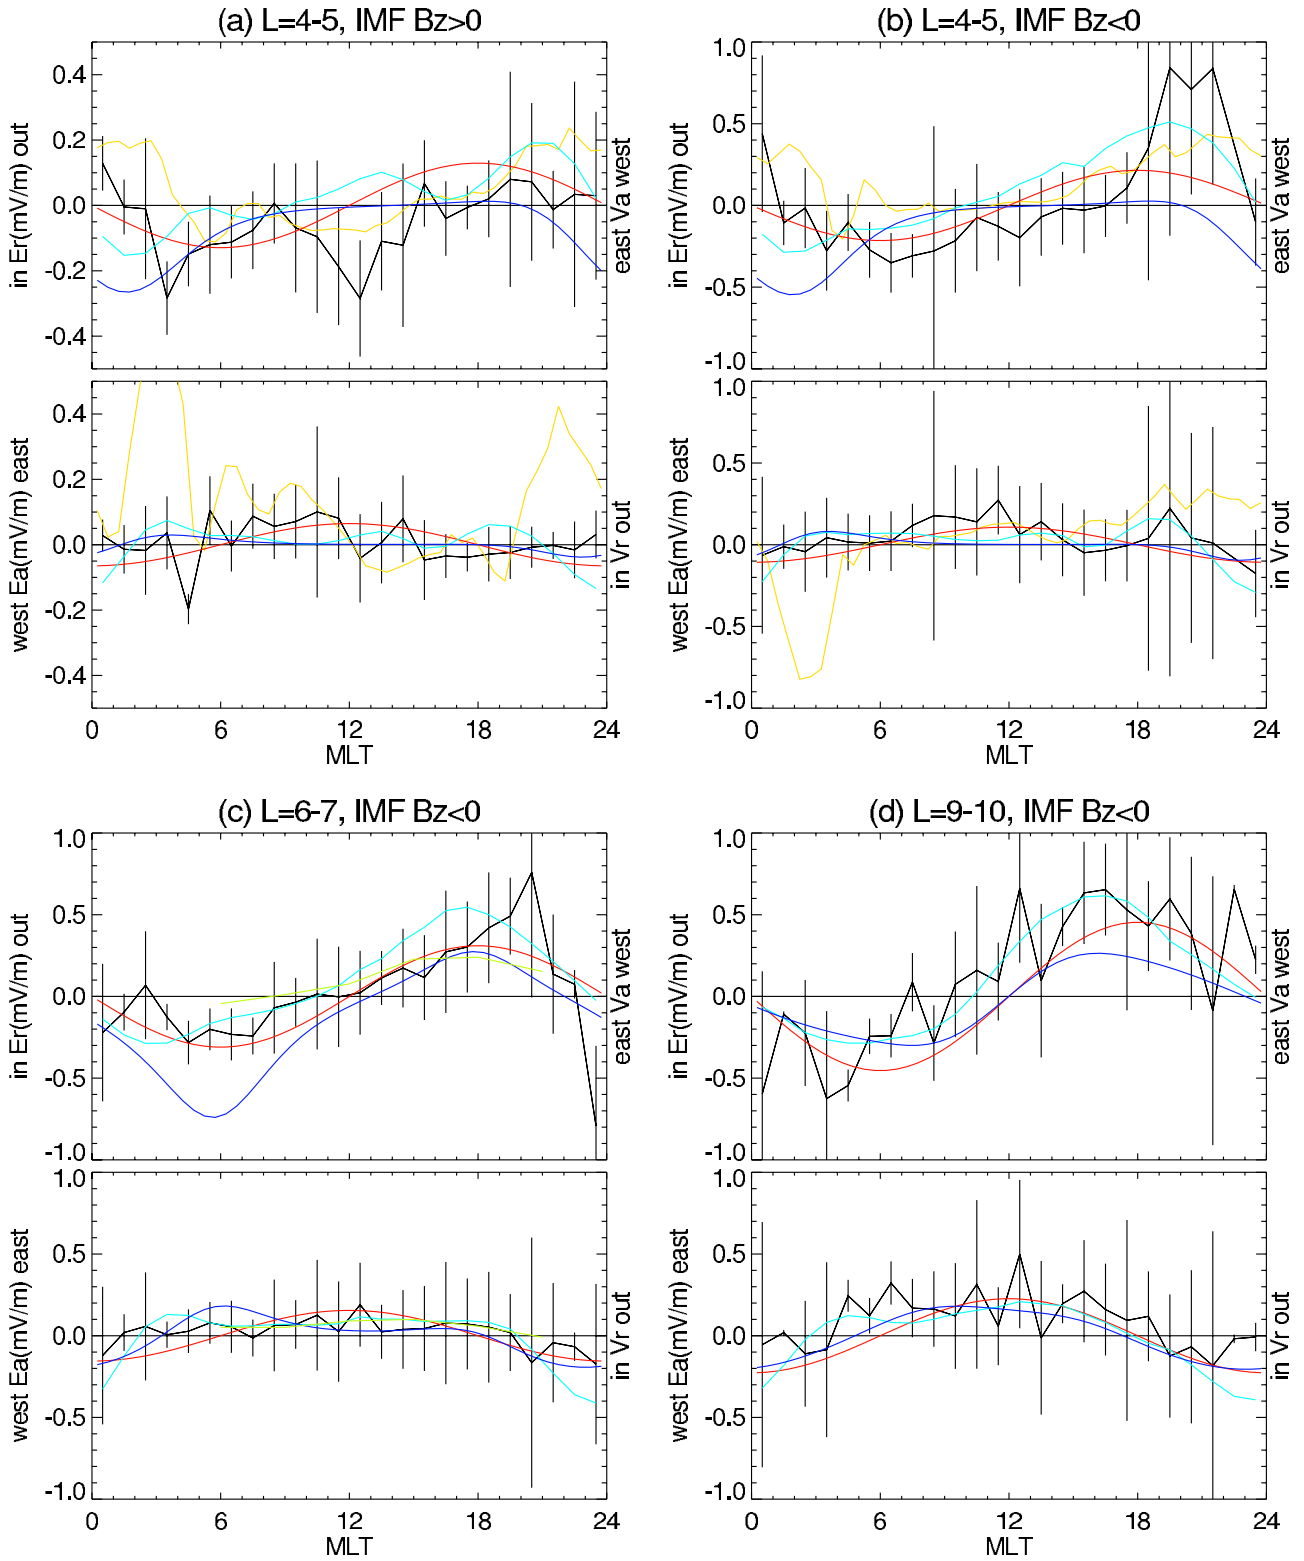 (a) L=4-5, IMF Bz>0
in Er(mV/m) out
0.4
0.2
0.0
-0.2
-0.4
east Va west
west Ea(mV/m) east
0.4
0.2
0.0
-0.2
-0.4
in Vr out
0 6 12 18 24
MLT
(b) L=4-5, IMF Bz<0
in Er(mV/m) out
1.0
0.5
0.0
-0.5
-1.0
east Va west
west Ea(mV/m) east
1.0
0.5
0.0
-0.5
-1.0
in Vr out
0 6 12 18 24
MLT
(c) L=6-7, IMF Bz<0
in Er(mV/m) out
1.0
0.5
0.0
-0.5
-1.0
east Va west
west Ea(mV/m) east
1.0
0.5
0.0
-0.5
-1.0
in Vr out
0 6 12 18 24
MLT
(d) L=9-10, IMF Bz<0
in Er(mV/m) out
1.0
0.5
0.0
-0.5
-1.0
east Va west
west Ea(mV/m) east
1.0
0.5
0.0
-0.5
-1.0
in Vr out
0 6 12 18 24
MLT